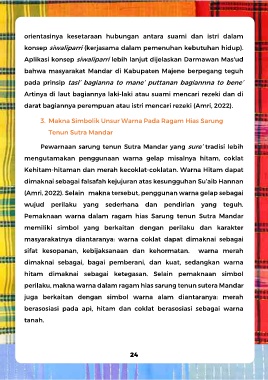 orientasinya kesetaraan hubungan antara suami dan istri dalam
konsep siwaliparri (kerjasama dalam pemenuhan kebutuhan hidup).
Aplikasi konsep siwaliparri lebih lanjut dijelaskan Darmawan Mas'ud
bahwa masyarakat Mandar di Kabupaten Majene berpegang teguh
pada prinsip tasi' bagianna to mane' puttanan bagiannna to bene'
Artinya di laut bagiannya laki-laki atau suami mencari rezeki dan di
darat bagiannya perempuan atau istri mencari rezeki (Amri, 2022).
3. Makna Simbolik Unsur Warna Pada Ragam Hias Sarung
Tenun Sutra Mandar
Pewarnaan sarung tenun Sutra Mandar yang sure' tradisi lebih
mengutamakan penggunaan warna gelap misalnya hitam, coklat
Kehitam-hitaman dan merah kecoklat-coklatan. Warna Hitam dapat
dimaknai sebagai falsafah kejujuran atas kesungguhan Su'aib Hannan
(Amri, 2022). Selain makna tersebut, penggunan warna gelap sebagai
wujud perilaku yang sederhana dan pendirian yang teguh.
Pemaknaan warna dalam ragam hias Sarung tenun Sutra Mandar
memiliki simbol yang berkaitan dengan perilaku dan karakter
masyarakatnya diantaranya: warna coklat dapat dimaknai sebagai
sifat kesopanan, kebijaksanaan dan kehormatan. warna merah
dimaknai sebagai, bagai pemberani, dan kuat, sedangkan warna
hitam dimaknai sebagai ketegasan. Selain pemaknaan simbol
perilaku, makna warna dalam ragam hias sarung tenun sutera Mandar
juga berkaitan dengan simbol warna alam diantaranya: merah
berasosiasi pada api, hitam dan coklat berasosiasi sebagai warna
tanah.
24